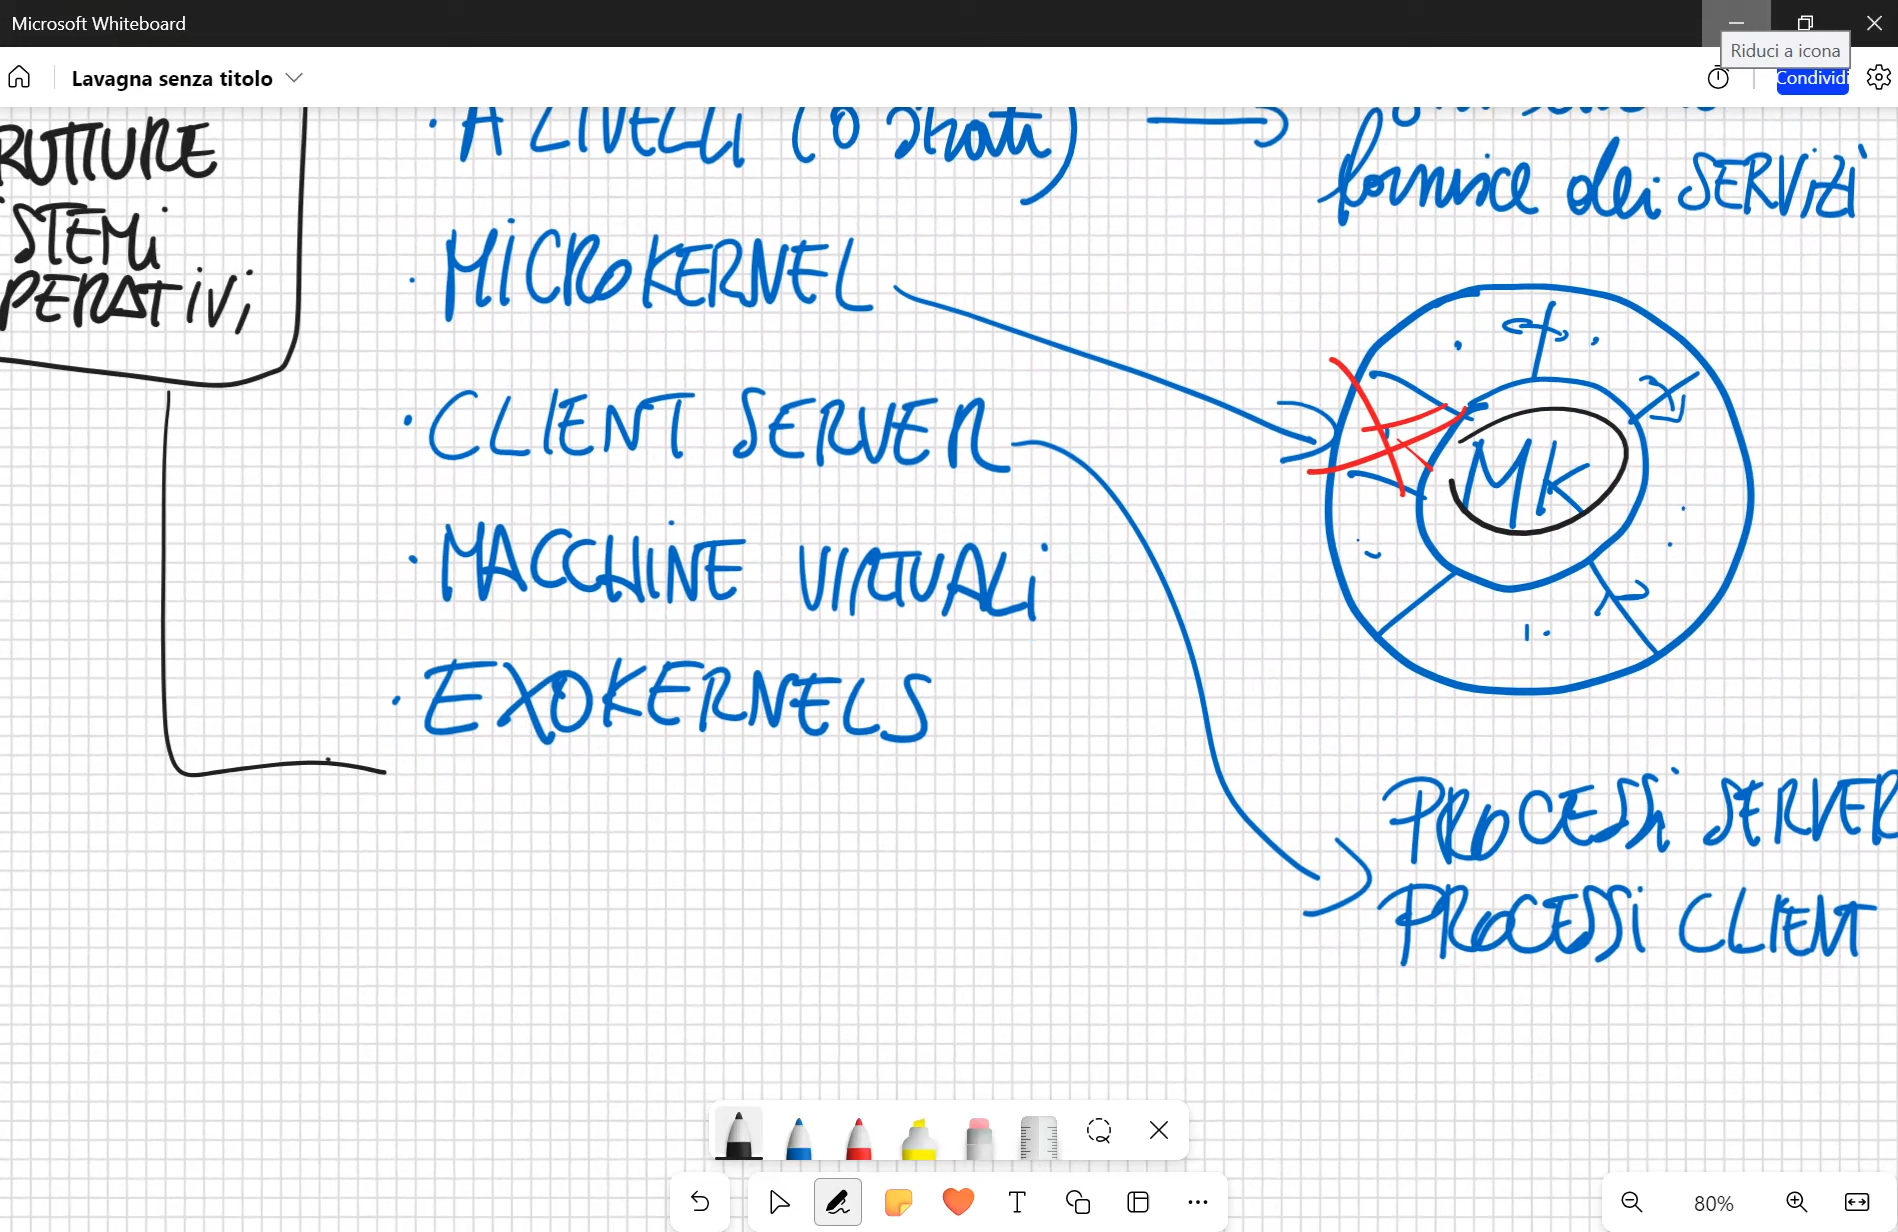 Microsoft Whiteboard
Riduci a icona
Lavagna senza titolo
Condividi
RUTTURE
STEMi
PERATiVi
· A LIVELLI (o strati)
fornisce dei SERVIZI
· MICROKERNEL
· CLIENT SERVER
· MACCHINE VIRTUALi
· EXOKERNELS
MK
PROCESSi SERVER
PROCESSI CLIENT
T
80%